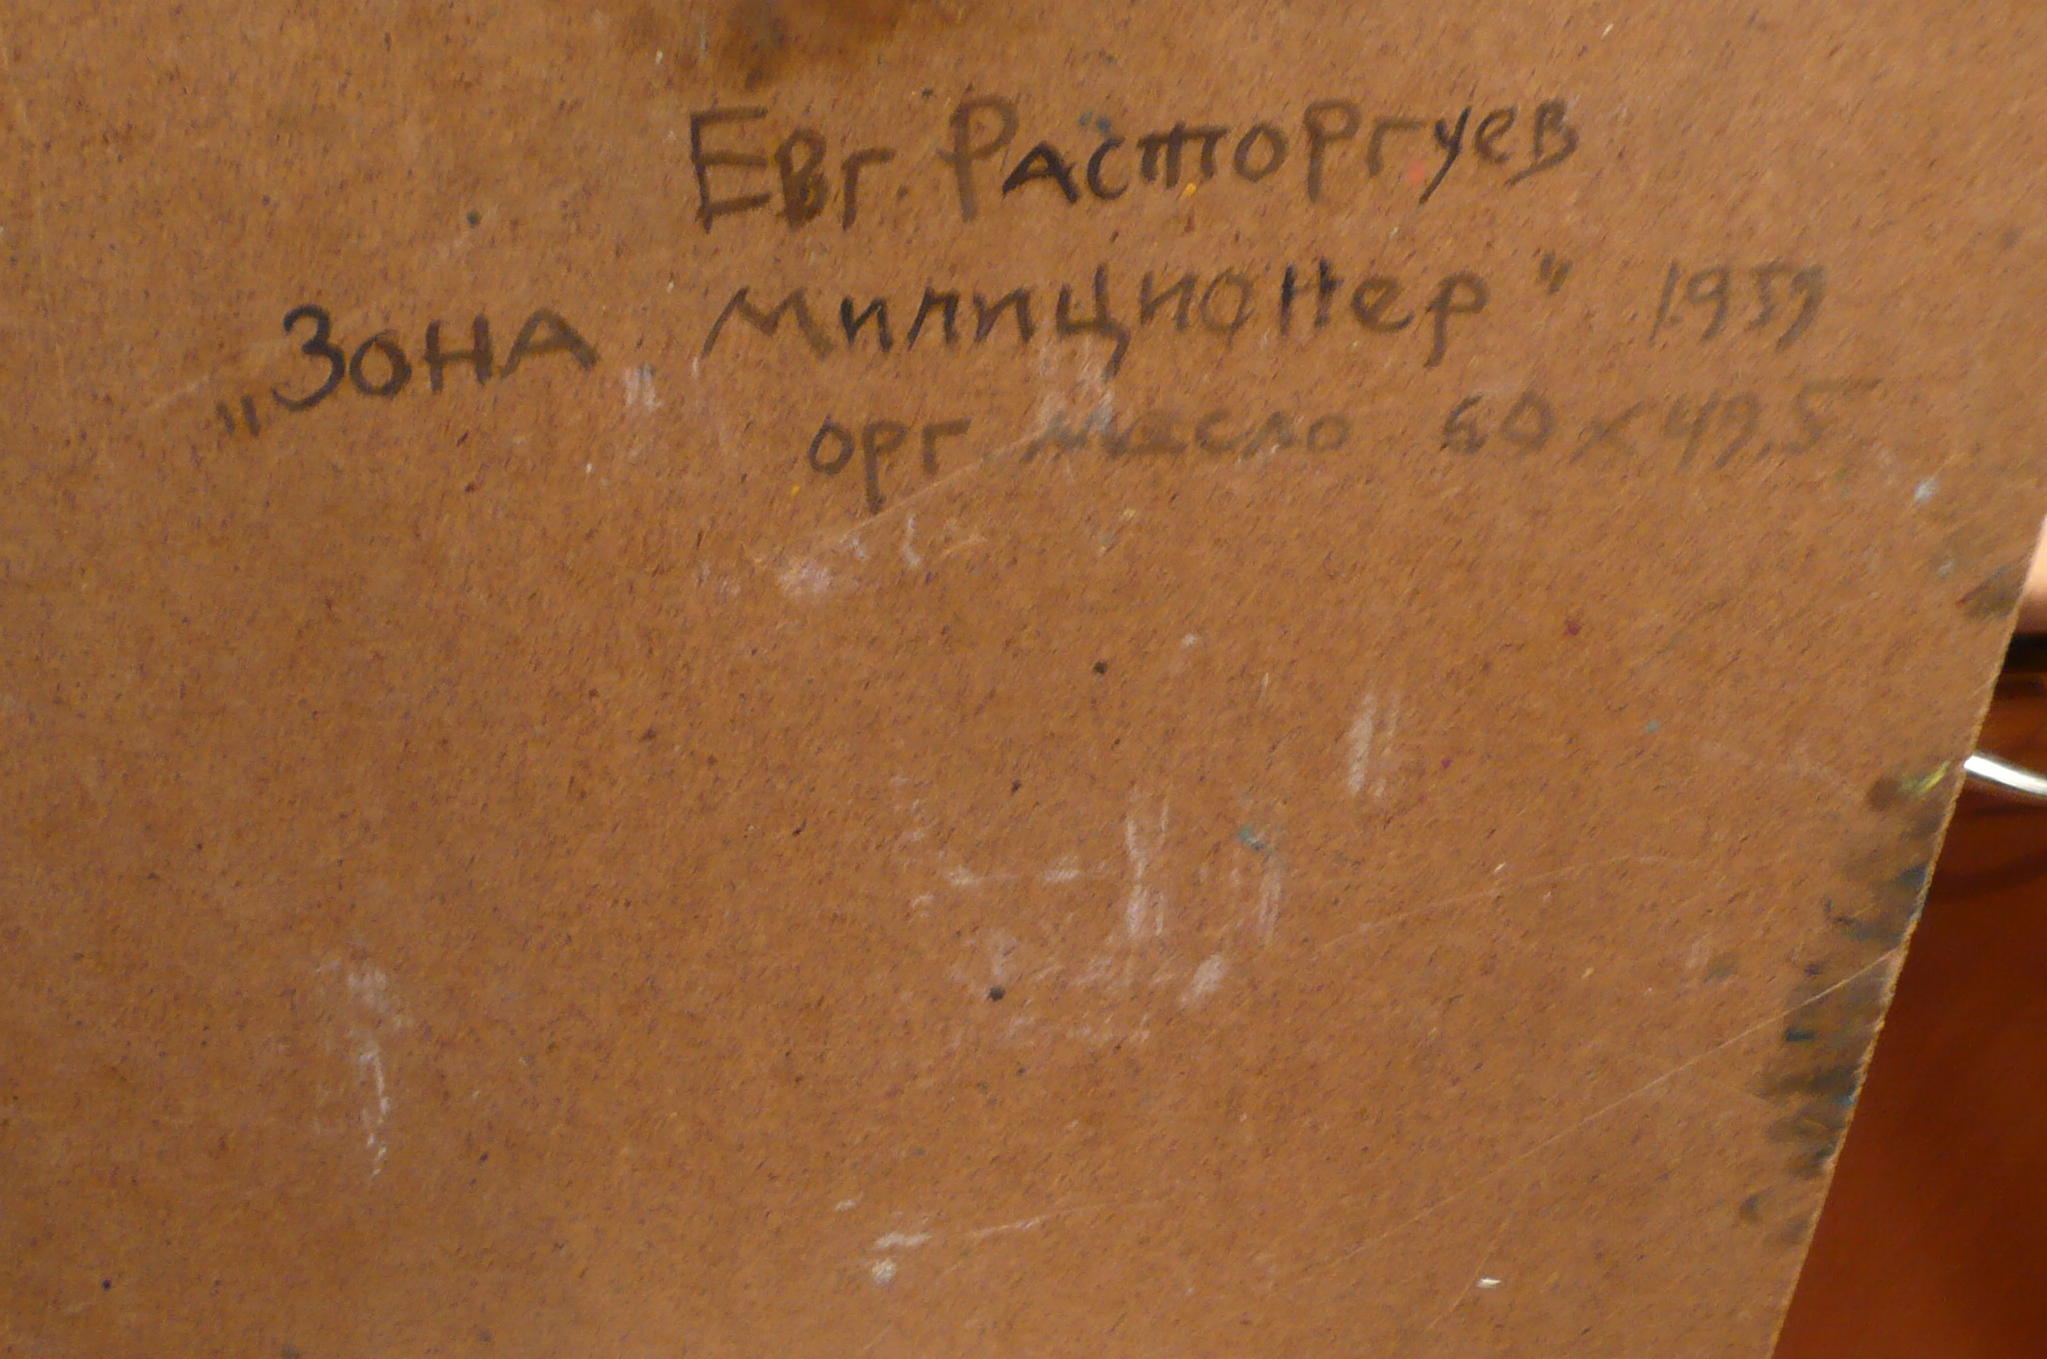 Евг. Расторгуев
„Зона. Милиционер" 1959
орг. масло 60×49,5